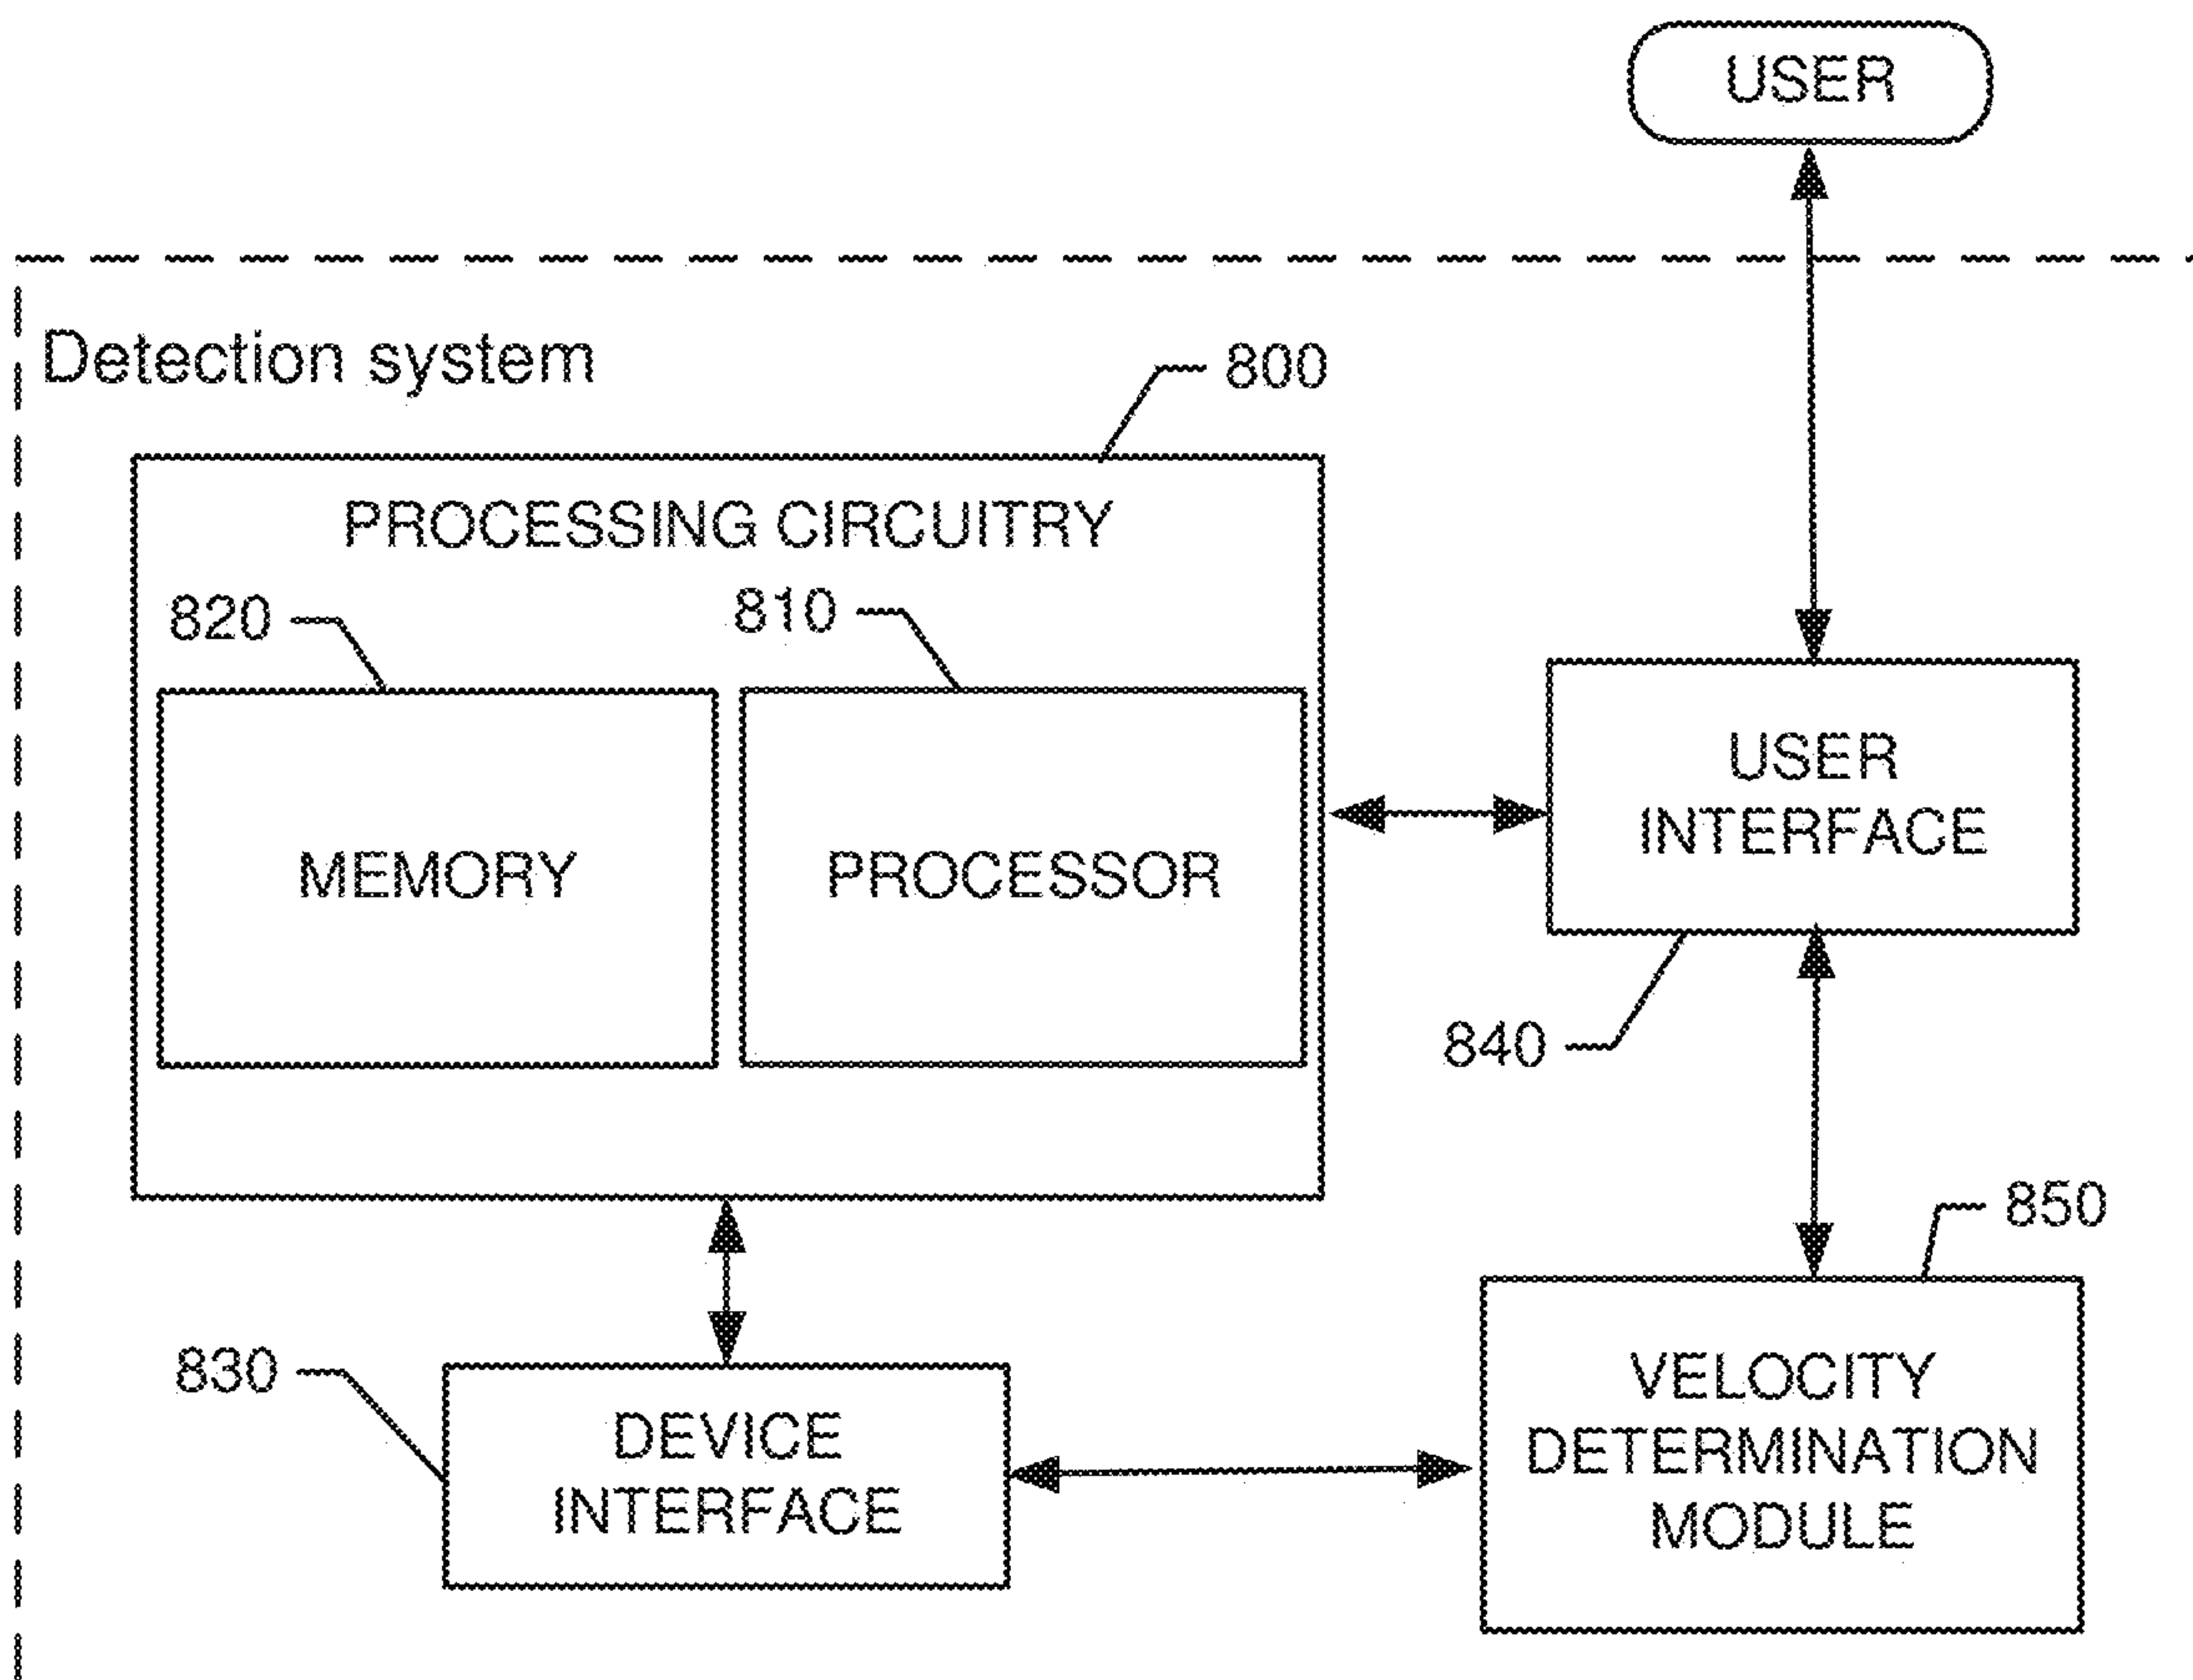 USER
Detection system
800
PROCESSING CIRCUITRY
820
810
MEMORY
PROCESSOR
USER
INTERFACE
840
850
830
DEVICE
INTERFACE
VELOCITY
DETERMINATION
MODULE